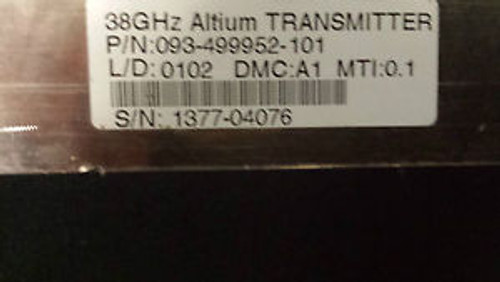 38GHz Altium TRANSMITTER
P/N:093-499952-101
L/D:0102 DMC:A1 MTI:0.1
S/N: 1377-04076